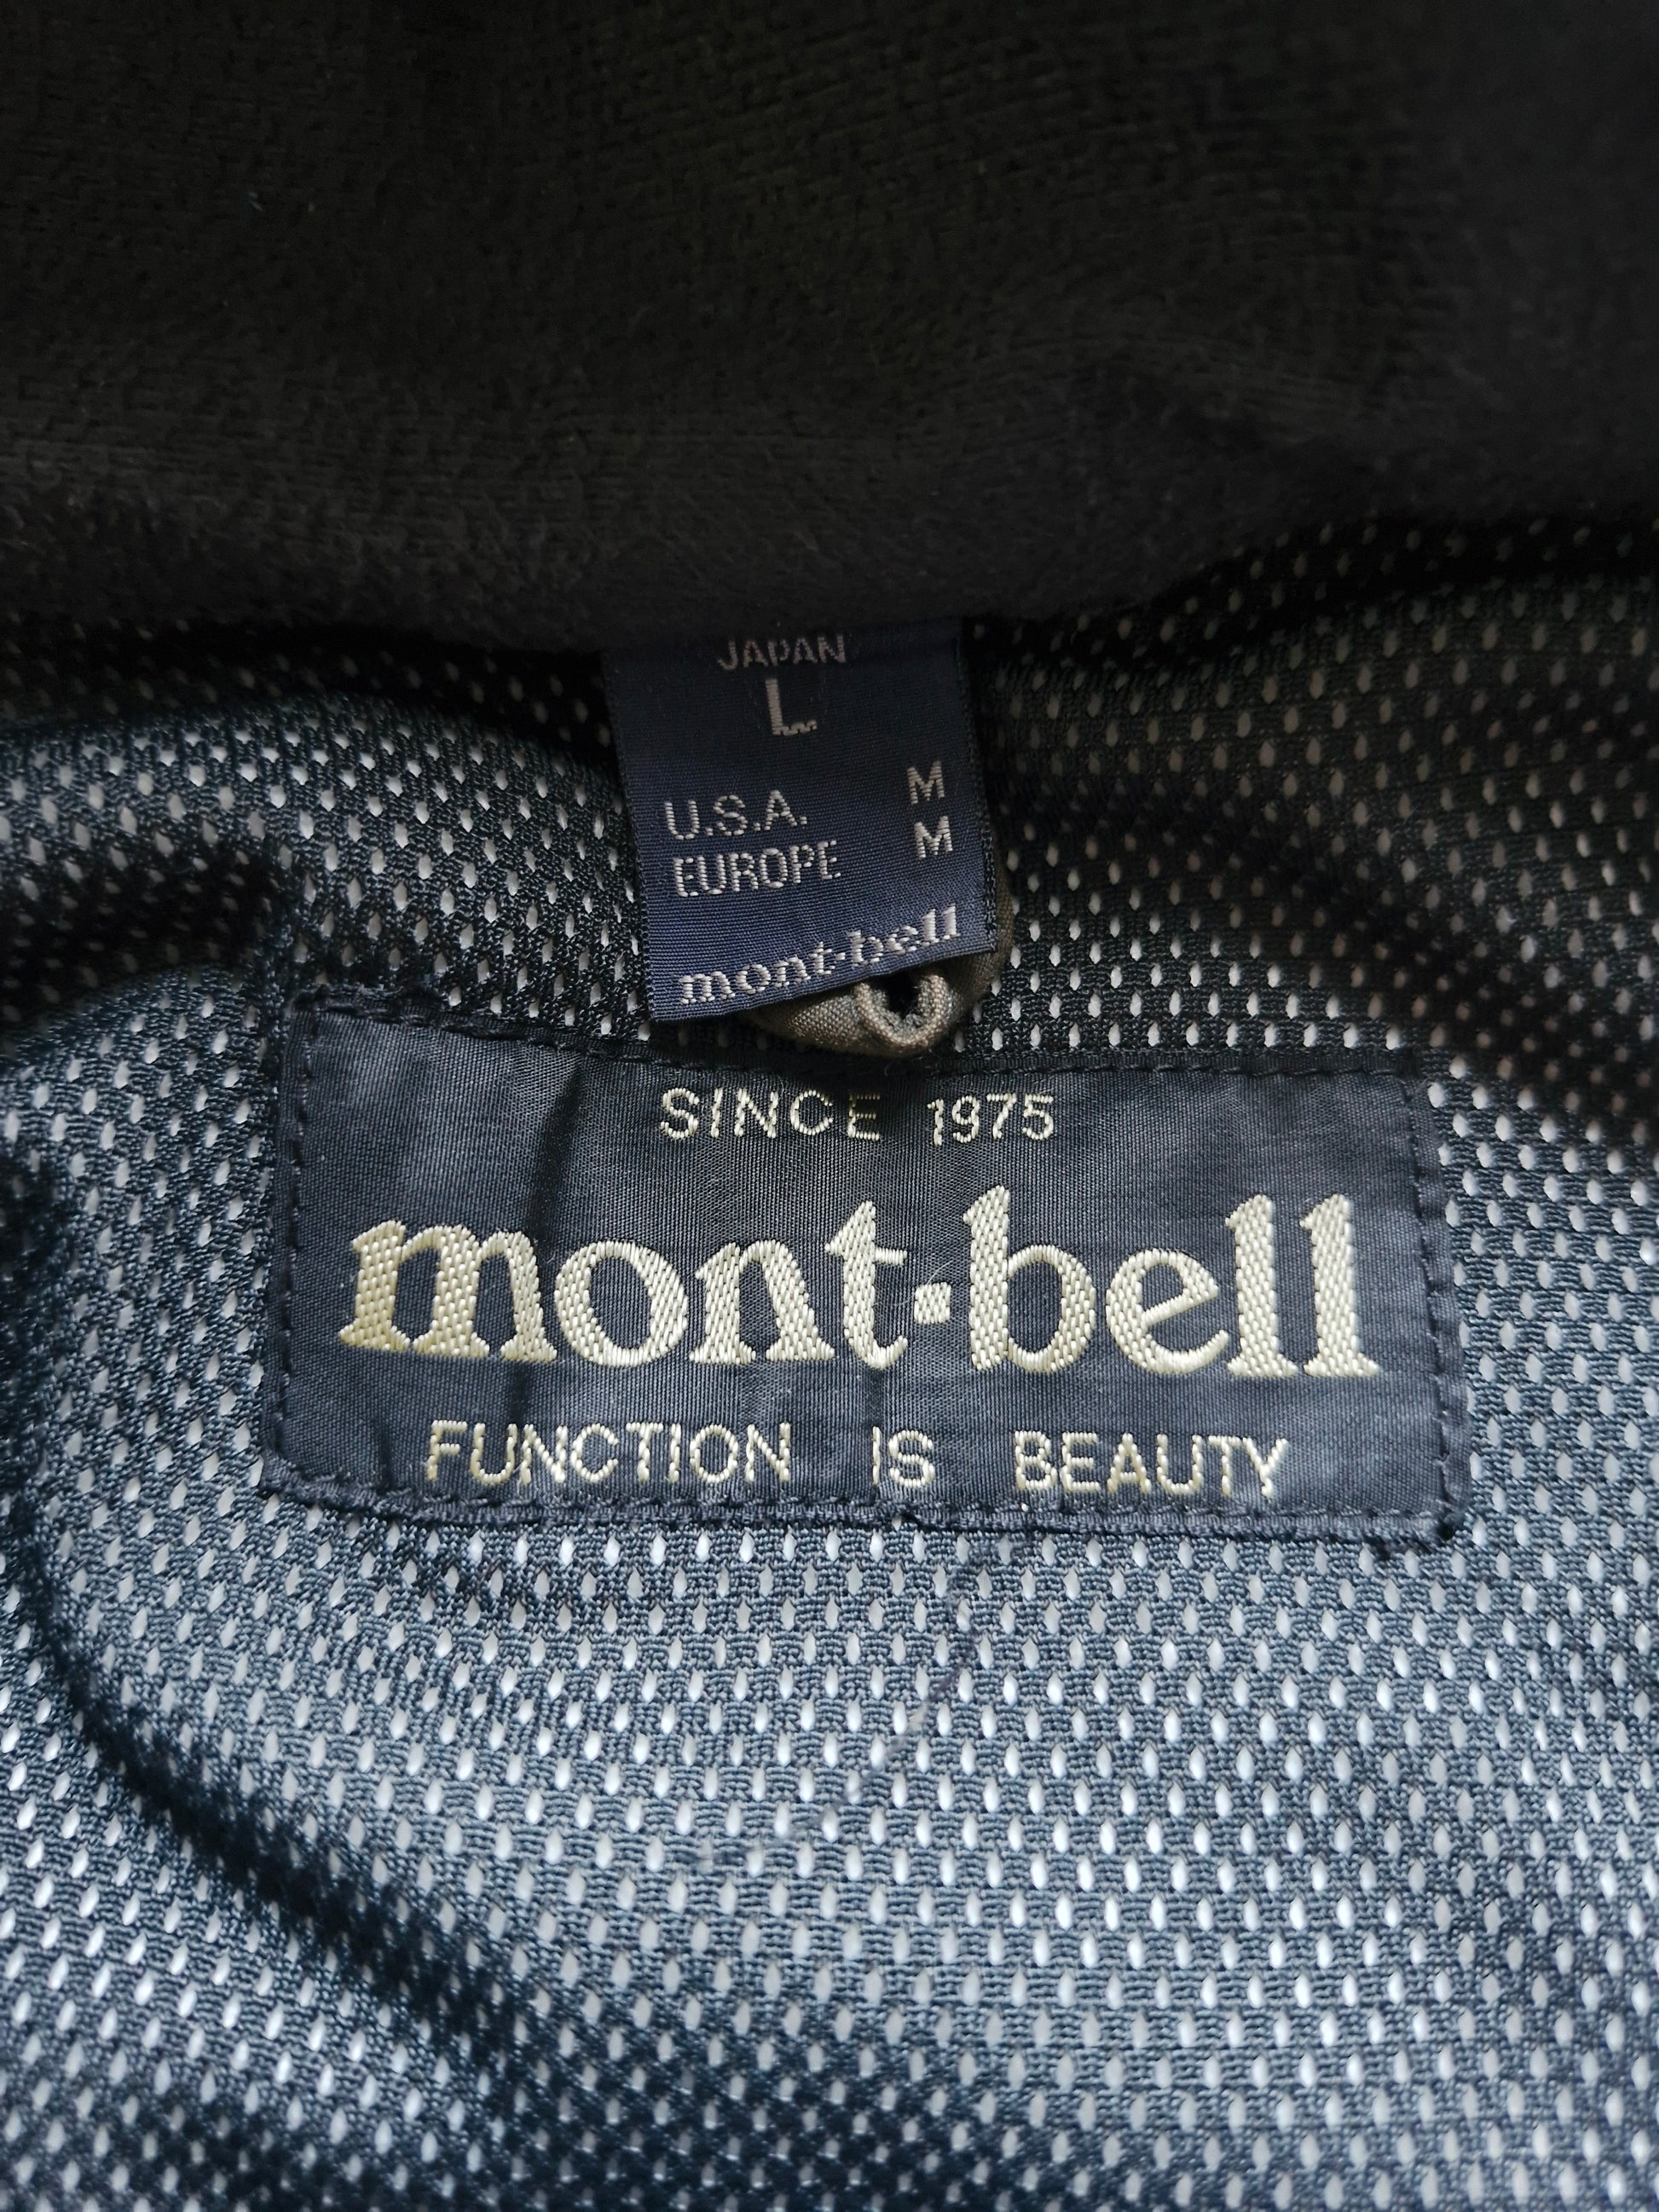 JAPAN
L
U.S.A. M
EUROPE M
mont-bell
SINCE 1975
mont-bell
FUNCTION IS BEAUTY